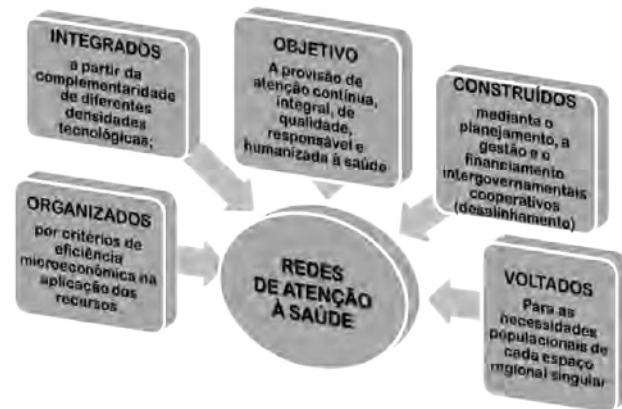 INTEGRADOS
a partir da
complementaridade
de diferentes
densidades
tecnológicas;
OBJETIVO
A provisão de
atenção contínua,
integral, de
qualidade,
responsável e
humanizada à saúde
CONSTRUÍDOS
mediante o
planejamento, a
gestão e o
financiamento
intergovernamentais
cooperativos
(desalinhamento)
ORGANIZADOS
por critérios de
eficiência
microeconômica na
aplicação dos
recursos
REDES
DE ATENÇÃO
À SAÚDE
VOLTADOS
Para as
necessidades
populacionais de
cada espaço
regional singular